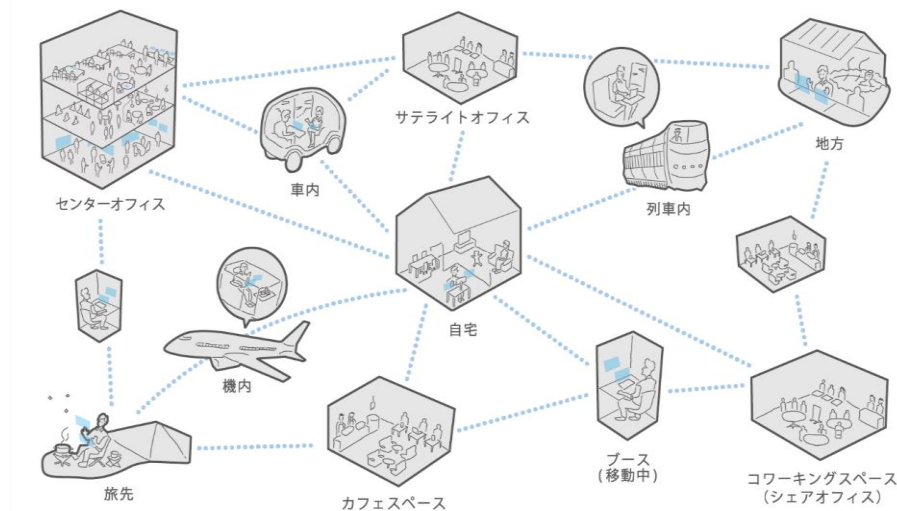 サテライトオフィス
地方
車内
列車内
センターオフィス
自宅
機内
ブース
(移動中)
コワーキングスペース
(シェアオフィス)
旅先
カフェスペース